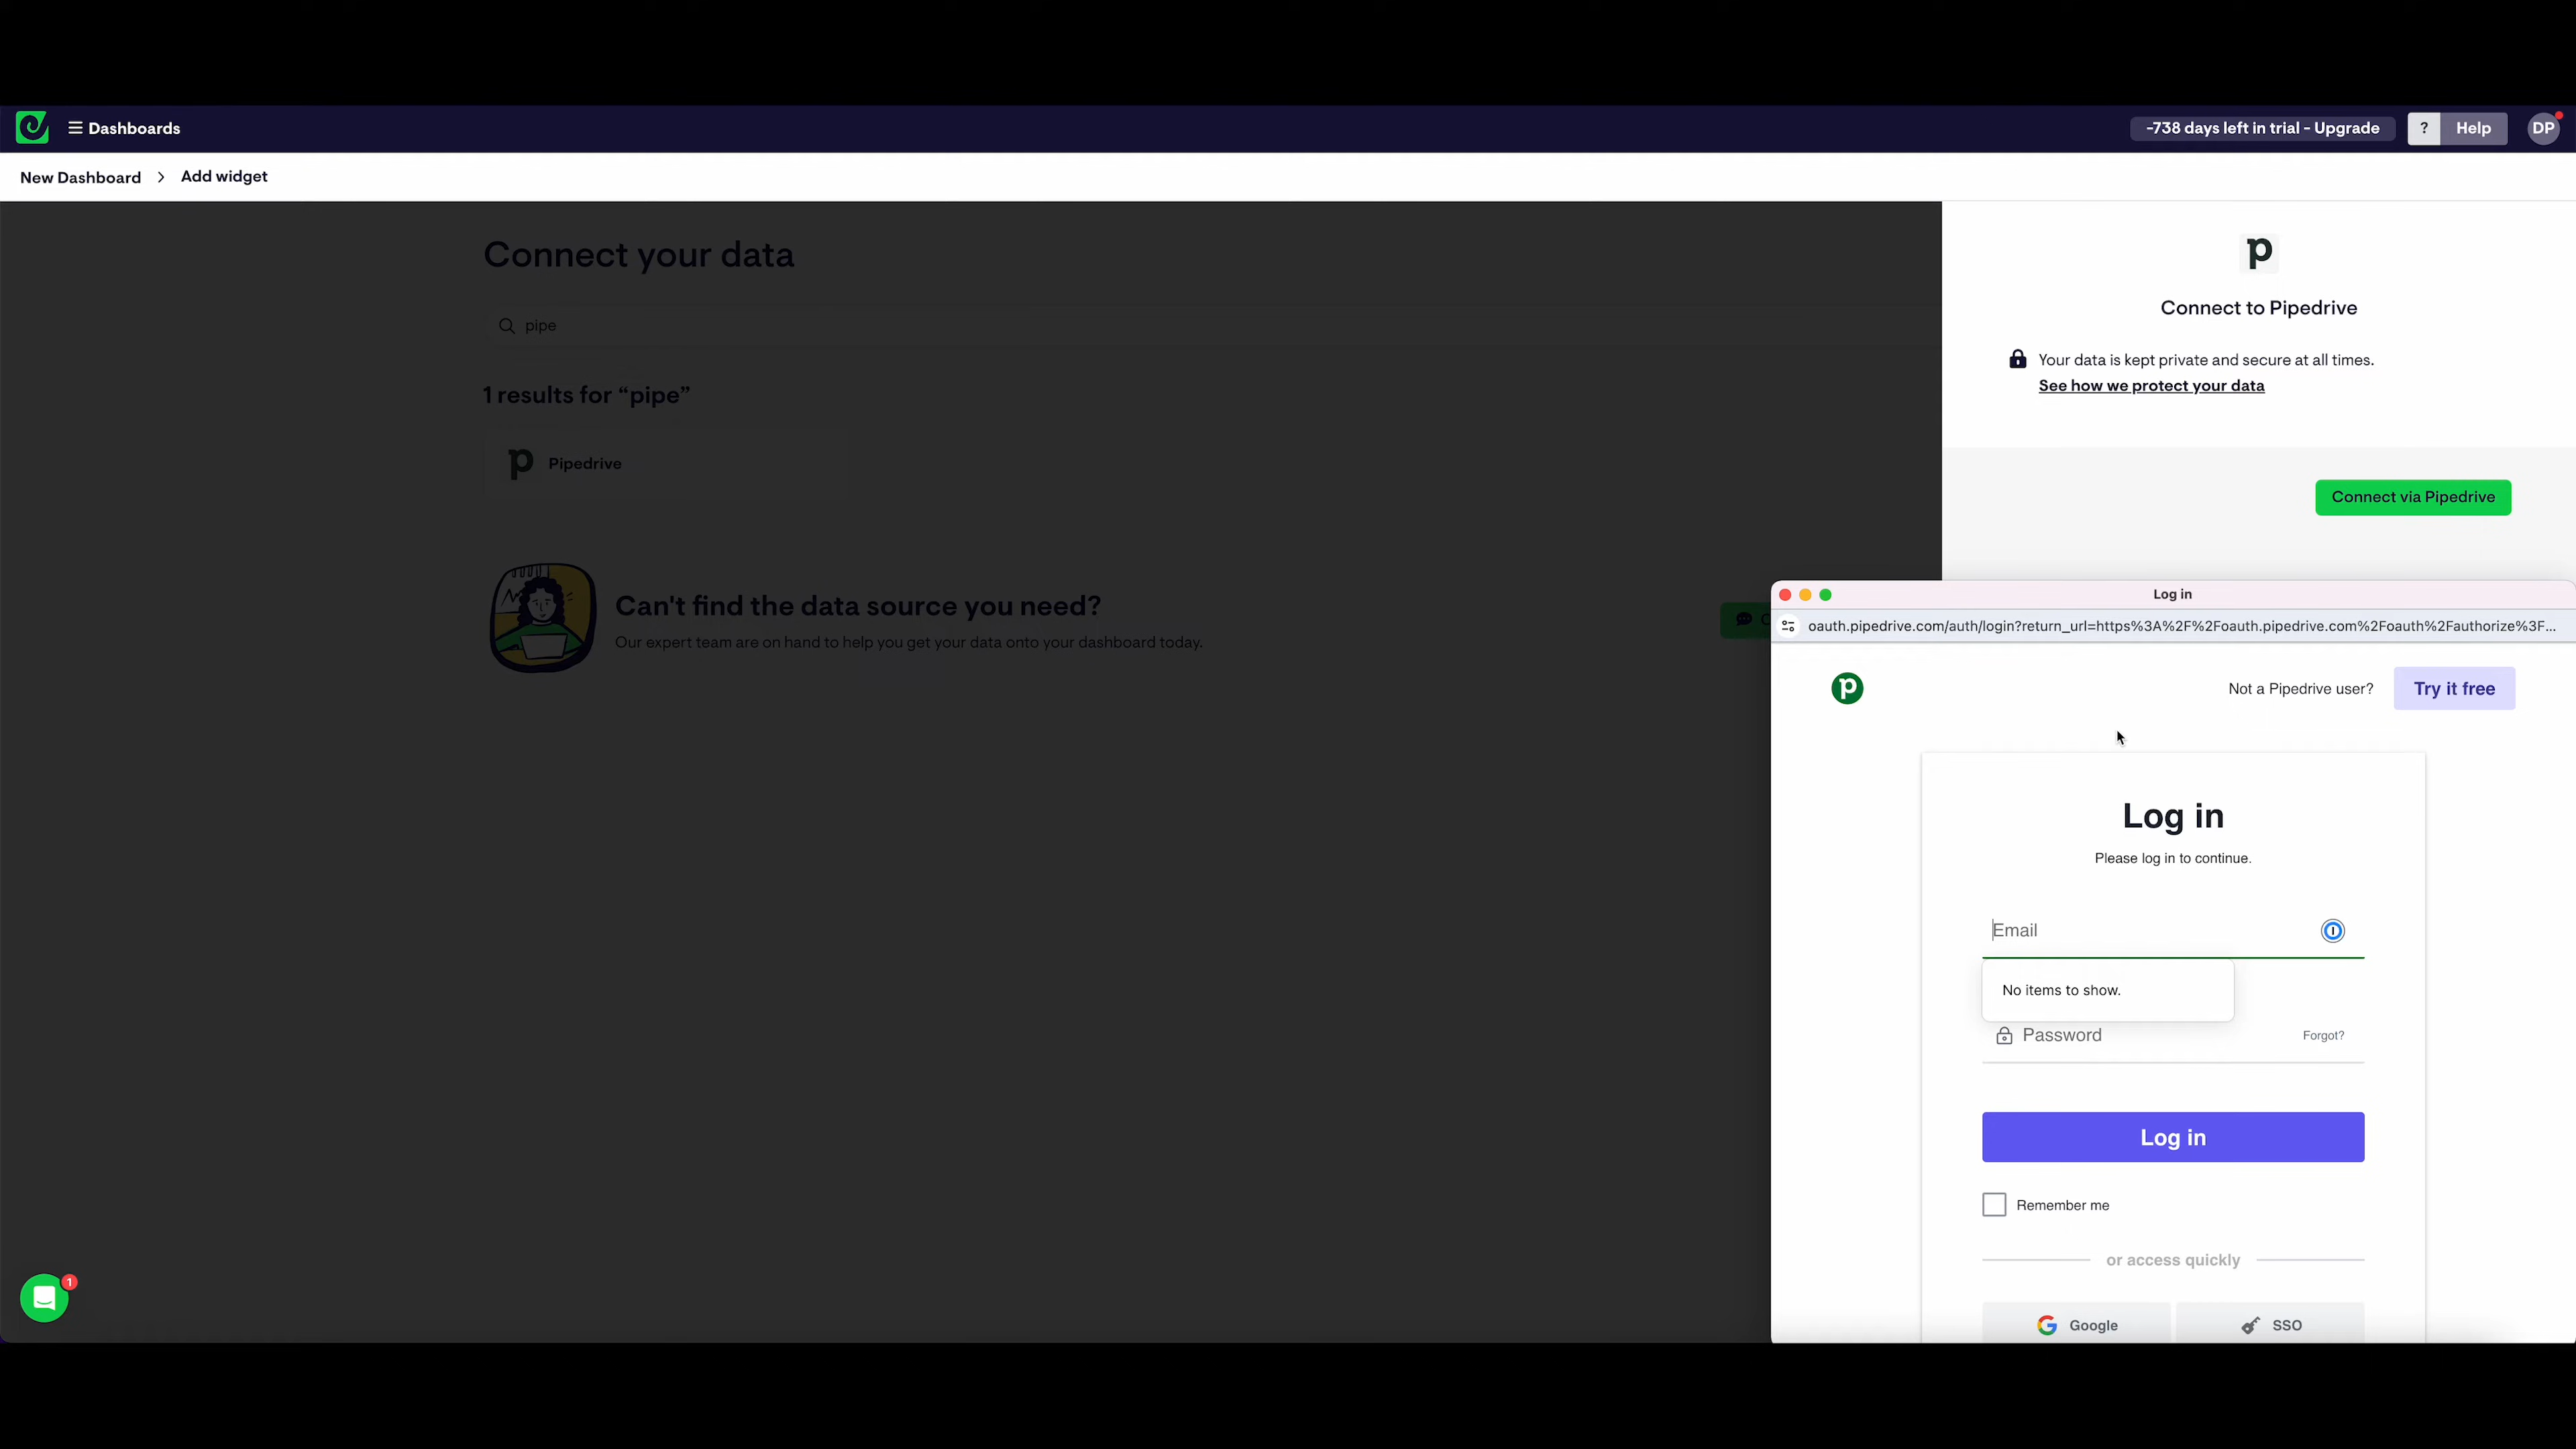 Dashboards
-738 days left in trial - Upgrade
? Help
DP
New Dashboard > Add widget
Connect your data
pipe
1 results for “pipe”
p Pipedrive
Can't find the data source you need?
Our expert team are on hand to help you get your data onto your dashboard today.
p
Connect to Pipedrive
Your data is kept private and secure at all times.
See how we protect your data
Connect via Pipedrive
Log in
oauth.pipedrive.com/auth/login?return_url=https%3A%2F%2Foauth.pipedrive.com%2Foauth%2Fauthorize%3F...
p
Not a Pipedrive user?
Try it free
Log in
Please log in to continue.
Email
No items to show.
Password
Forgot?
Log in
Remember me
or access quickly
Google
SSO
1